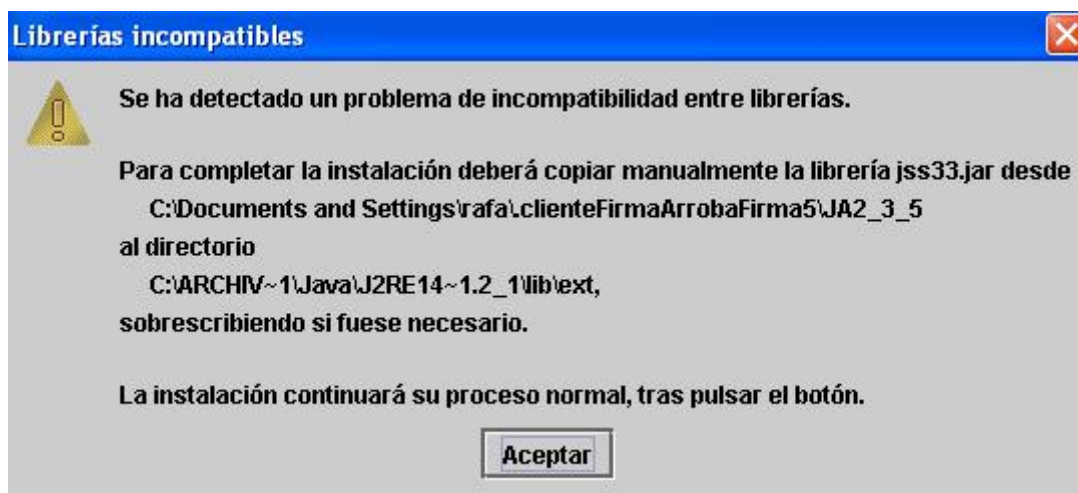 Librerías incompatibles
Se ha detectado un problema de incompatibilidad entre librerías.
Para completar la instalación deberá copiar manualmente la librería jss33.jar desde
C:\Documents and Settings\rafa\.clienteFirmaArrobaFirma5\JA2_3_5
al directorio
C:\ARCHIV~1\Java\J2RE14~1.2_1\lib\ext,
sobrescribiendo si fuese necesario.
La instalación continuará su proceso normal, tras pulsar el botón.
Aceptar